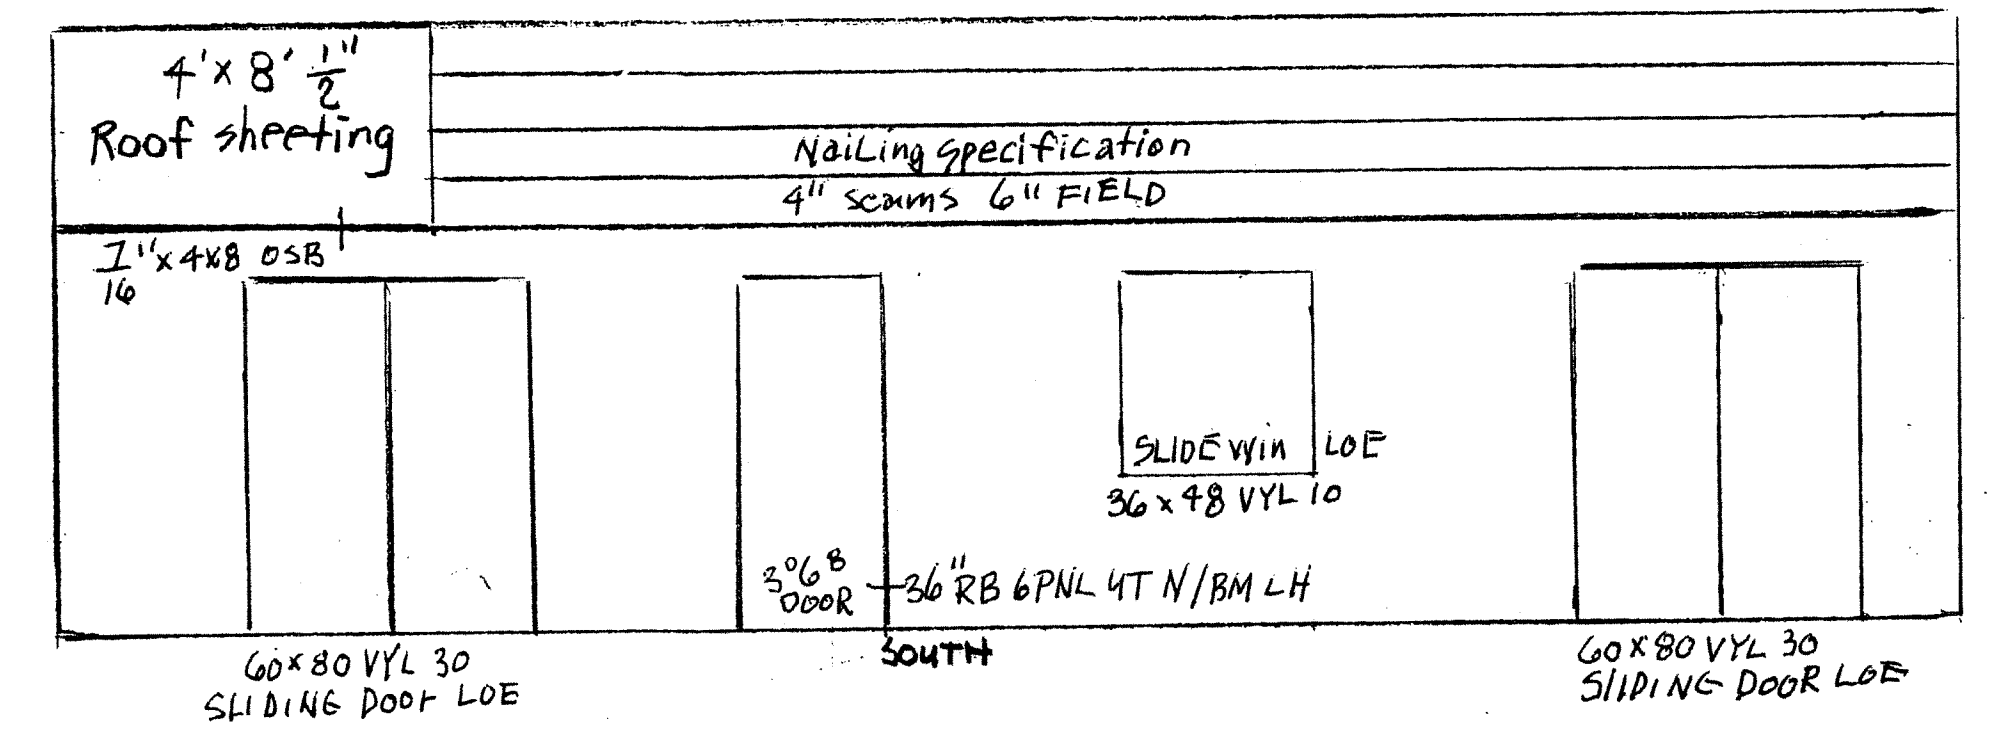 4'x 8' 1/2"
Roof sheeting
Nailing specification
4" seams 6" FIELD
7/16" x 4x8 OSB
SLIDE Win LOE
36 x 48 VYL 10
3°68
DOOR
36" RB 6PNL UT N/BM LH
SOUTH
60x80 VYL 30
SLIDING DOOr LOE
60x80 VYL 30
SlIDING DOOR LOE